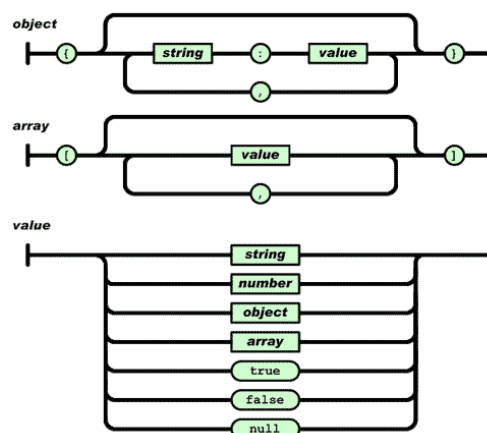 object
{ string : value }
,
array
[ value ]
,
value
string
number
object
array
true
false
null